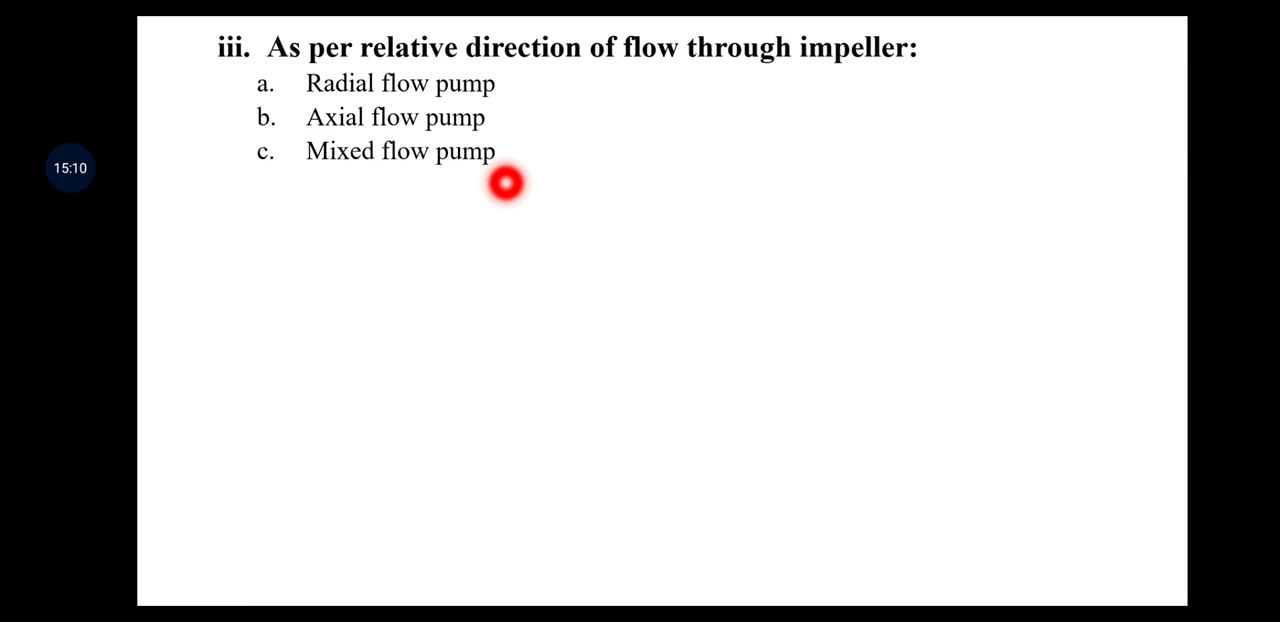 iii. As per relative direction of flow through impeller:
a. Radial flow pump
b. Axial flow pump
c. Mixed flow pump
15:10